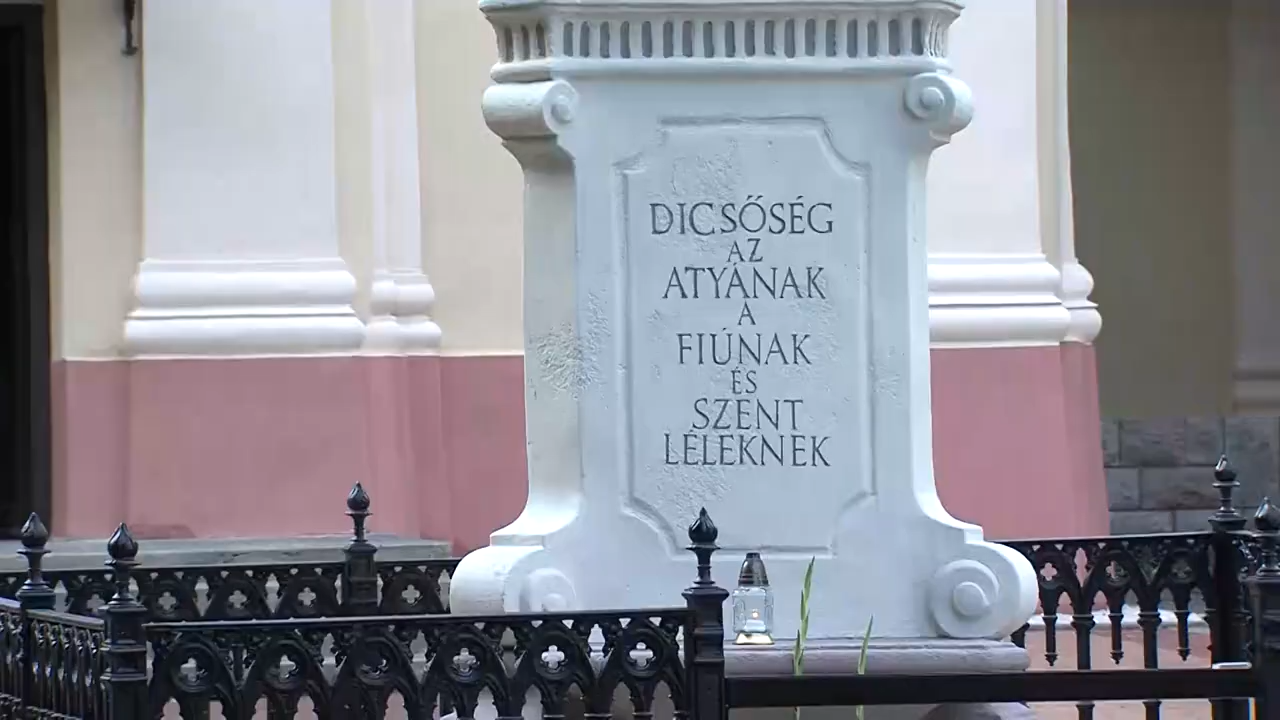 DICSŐSÉG
AZ
ATYÁNAK
A
FIÚNAK
ÉS
SZENT
LÉLEKNEK